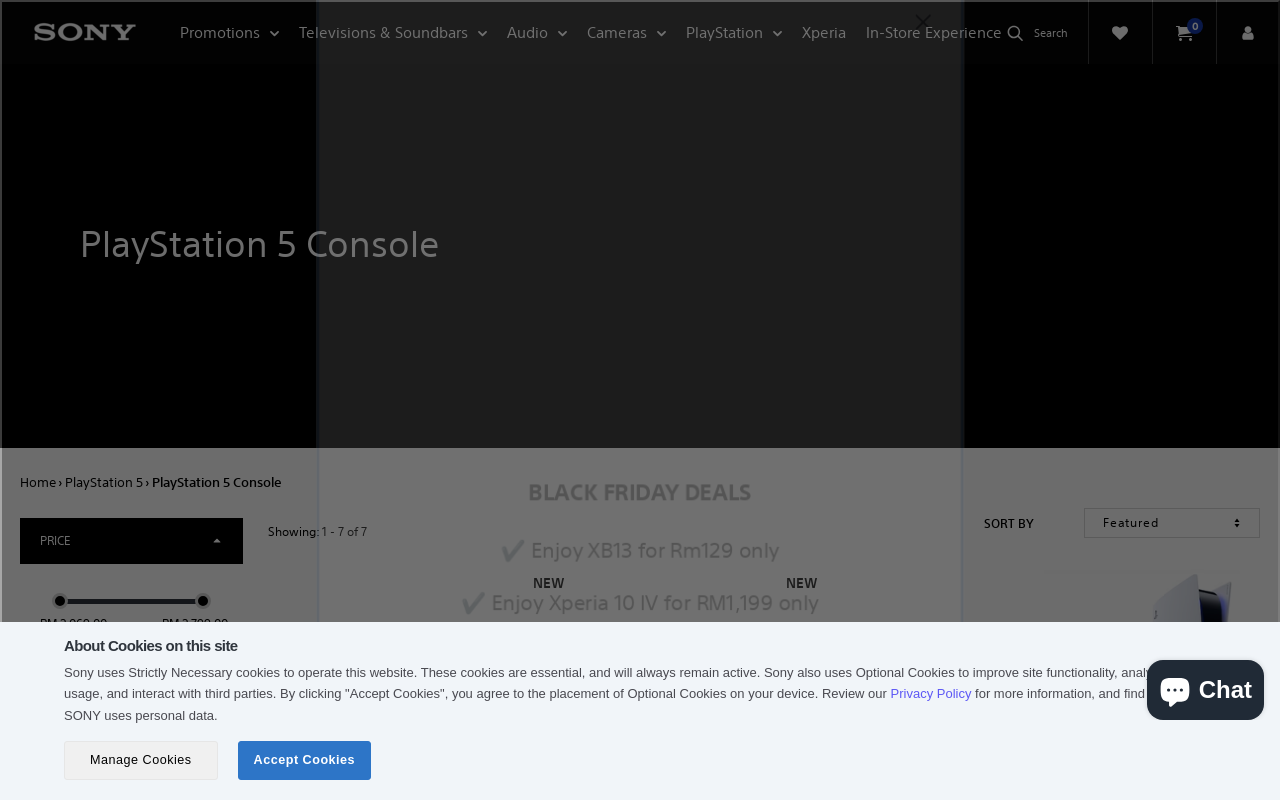 SONY
Promotions
Televisions & Soundbars
Audio
Cameras
PlayStation
Xperia
In-Store Experience
Search
0
PlayStation 5 Console
Home › PlayStation 5 › PlayStation 5 Console
PRICE
Showing: 1 - 7 of 7
SORT BY
Featured
BLACK FRIDAY DEALS
✔ Enjoy XB13 for Rm129 only
NEW
NEW
✔ Enjoy Xperia 10 IV for RM1,199 only
About Cookies on this site
Sony uses Strictly Necessary cookies to operate this website. These cookies are essential, and will always remain active. Sony also uses Optional Cookies to improve site functionality,
usage, and interact with third parties. By clicking "Accept Cookies", you agree to the placement of Optional Cookies on your device. Review our Privacy Policy for more information, and find
SONY uses personal data.
Manage Cookies
Accept Cookies
Chat